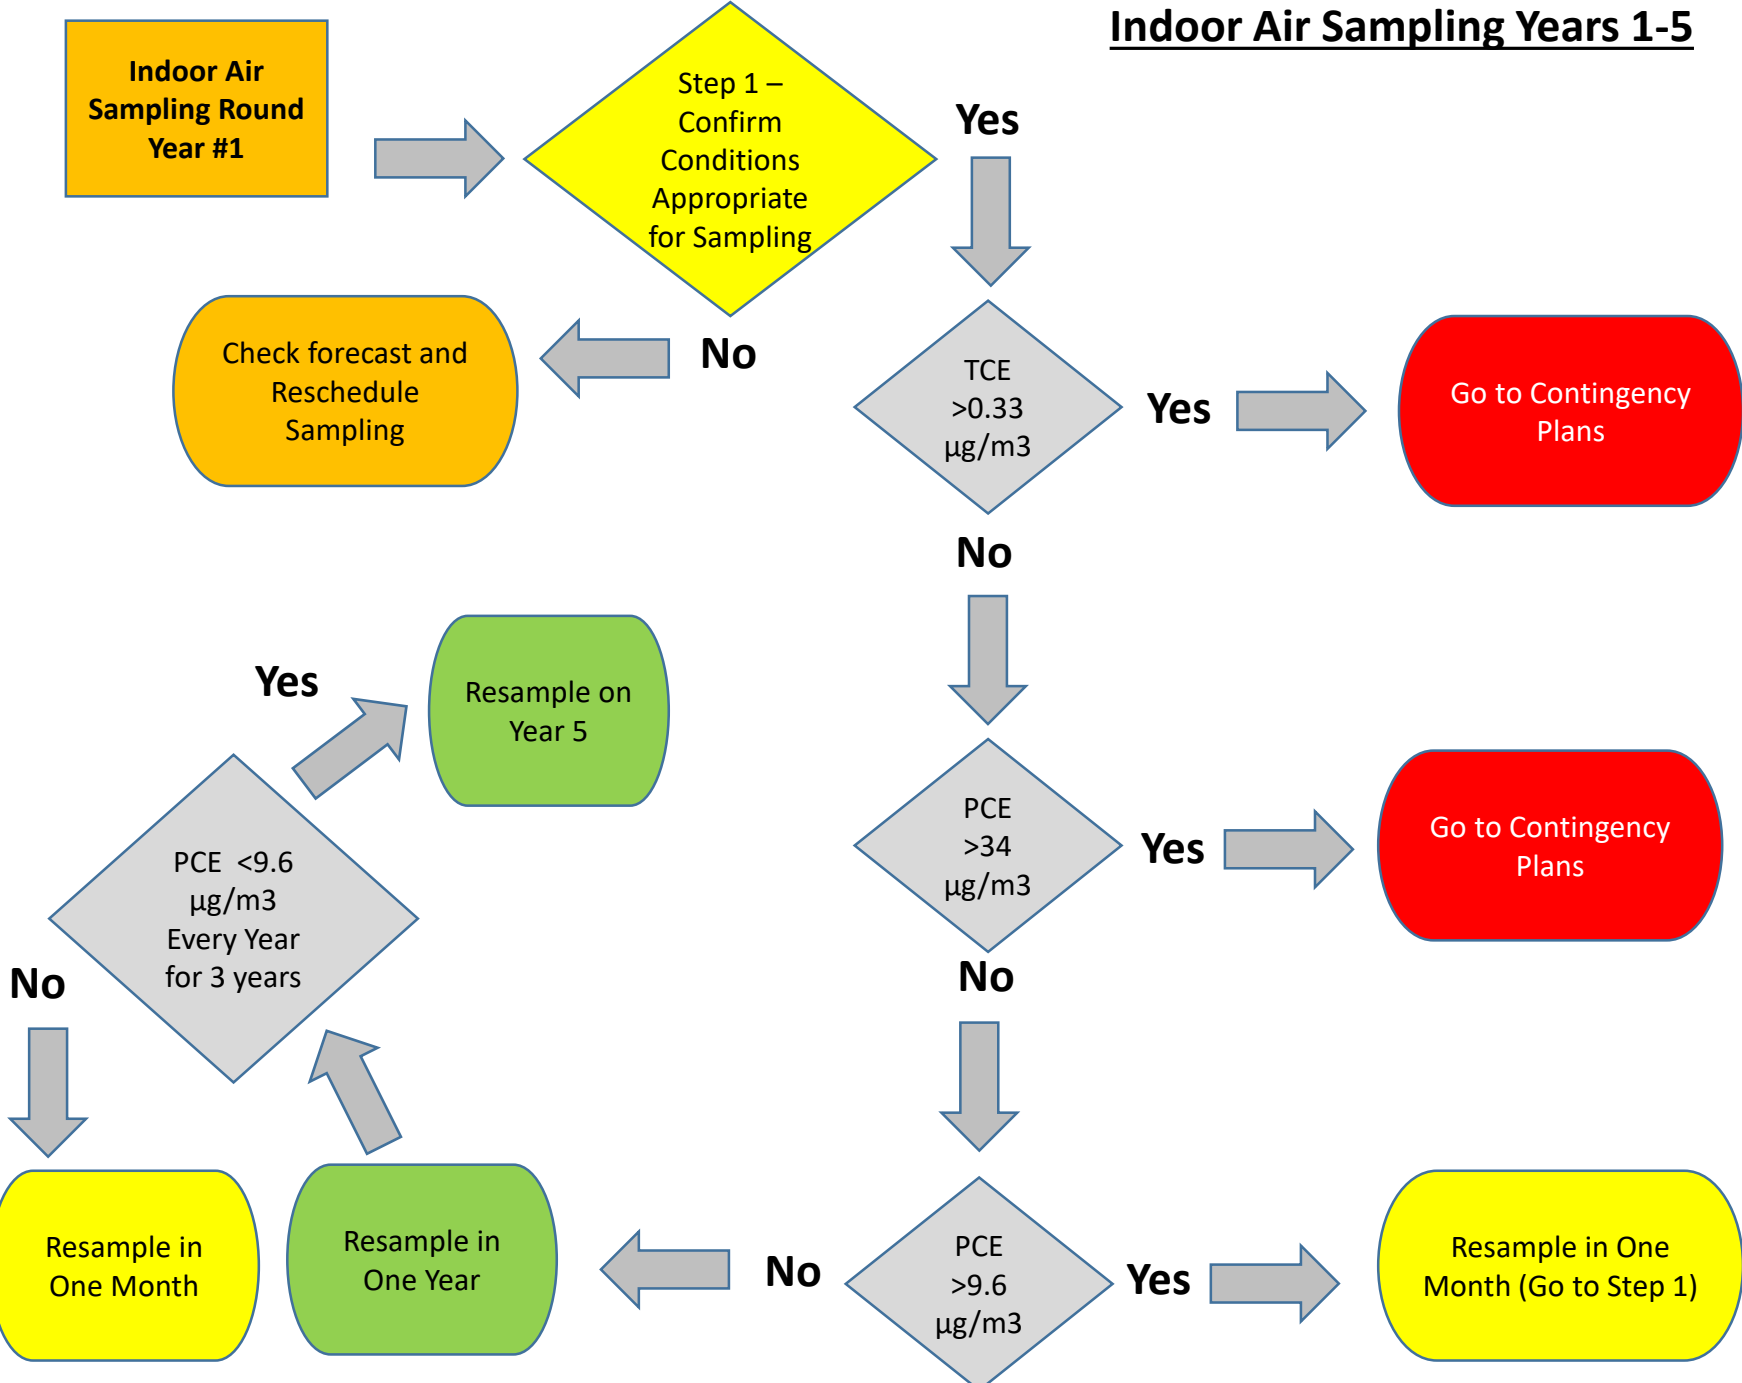 Indoor Air Sampling Years 1-5
Indoor Air
Sampling Round
Year #1
Step 1 –
Confirm
Conditions
Appropriate
for Sampling
Yes
No
Check forecast and
Reschedule
Sampling
TCE
>0.33
µg/m3
Yes
Go to Contingency
Plans
No
PCE
>34
µg/m3
Yes
Go to Contingency
Plans
No
PCE
>9.6
µg/m3
Yes
Resample in One
Month (Go to Step 1)
No
Resample in
One Year
PCE  <9.6
µg/m3
Every Year
for 3 years
Yes
Resample on
Year 5
No
Resample in
One Month